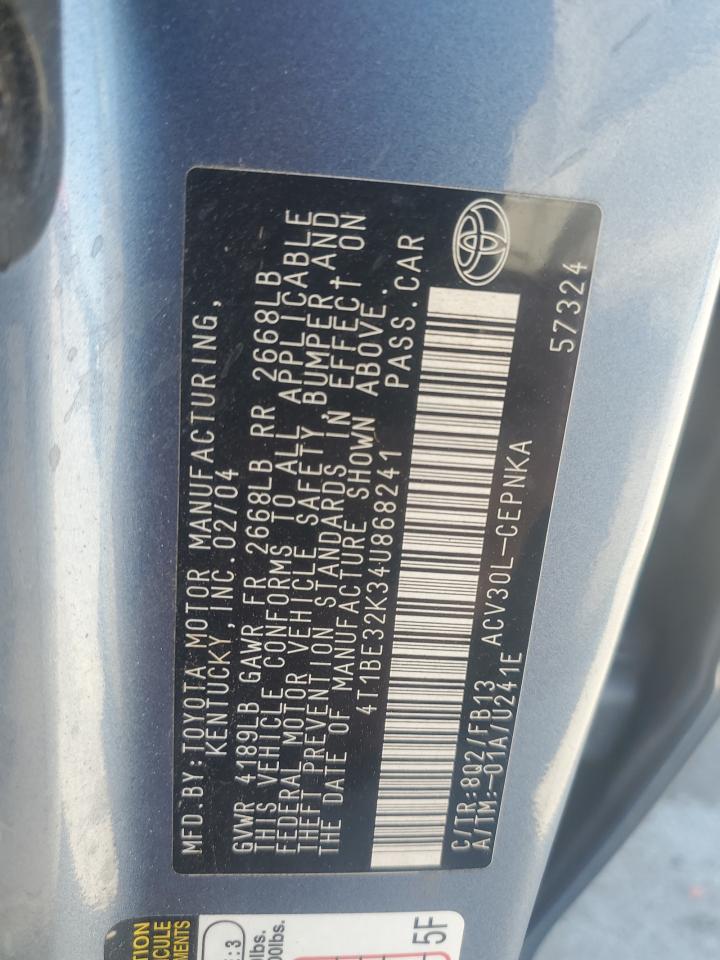 MFD.BY:TOYOTA MOTOR MANUFACTURING,
KENTUCKY,INC.02/04
GVWR 4189LB GAWR FR 2668LB RR 2668LB
THIS VEHICLE CONFORMS TO ALL APPLICABLE
FEDERAL MOTOR VEHICLE SAFETY,BUMPER,AND
THEFT PREVENTION STANDARDS IN EFFECT ON
THE DATE OF MANUFACTURE SHOWN ABOVE.
4T1BE32K34U868241 PASS.CAR
C/TR:8Q2/FB13 ACV30L-CEPNKA
A/TM:-01A/U241E 57324
5F